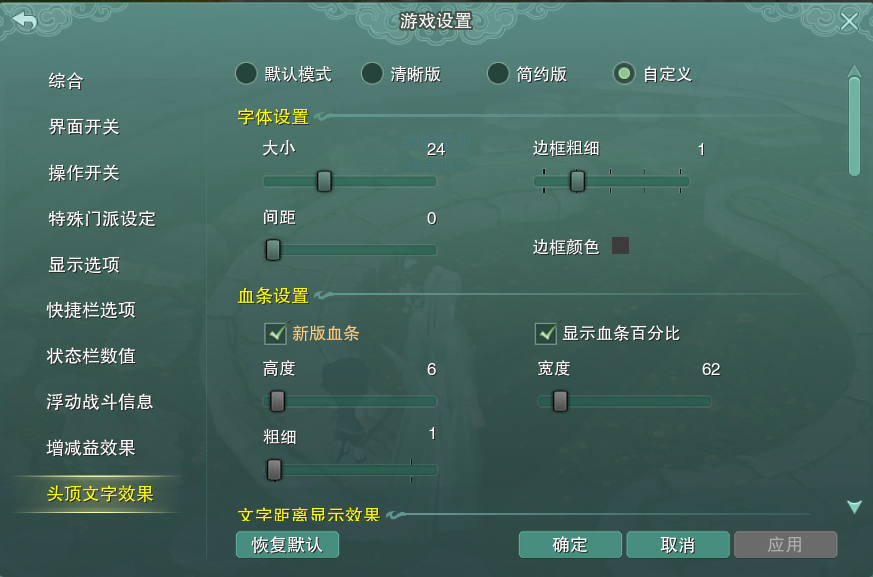 游戏设置
综合
界面开关
操作开关
特殊门派设定
显示选项
快捷栏选项
状态栏数值
浮动战斗信息
增减益效果
头顶文字效果
默认模式 清晰版 简约版 自定义
字体设置
大小 24 边框粗细 1
间距 0 边框颜色
血条设置
新版血条 显示血条百分比
高度 6 宽度 62
粗细 1
文字距离显示效果
恢复默认 确定 取消 应用